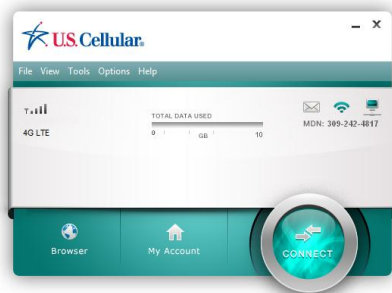 U.S. Cellular®
File View Tools Options Help
4G LTE
TOTAL DATA USED
0 GB 10
MDN: 309-242-4817
Browser
My Account
CONNECT